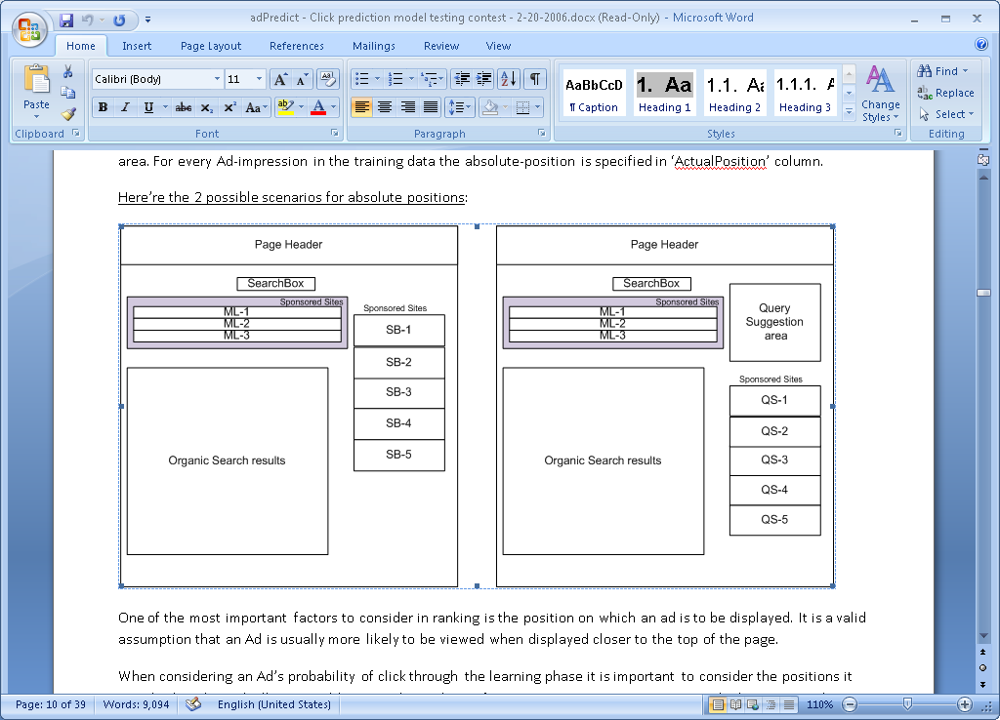 adPredict - Click prediction model testing contest - 2-20-2006.docx (Read-Only) - Microsoft Word
Home Insert Page Layout References Mailings Review View
Paste
Clipboard
Calibri (Body) 11
B I U abc x₂ x² Aa ab A
Font
Paragraph
AaBbCcD 1. Aa 1.1. Aa 1.1.1. A
¶ Caption Heading 1 Heading 2 Heading 3
Change Styles
Styles
Find
Replace
Select
Editing
area. For every Ad-impression in the training data the absolute-position is specified in ‘ActualPosition’ column.
Here’re the 2 possible scenarios for absolute positions:
Page Header
SearchBox
Sponsored Sites
ML-1
ML-2
ML-3
Sponsored Sites
SB-1
SB-2
SB-3
SB-4
SB-5
Organic Search results
Page Header
SearchBox
Sponsored Sites
ML-1
ML-2
ML-3
Query
Suggestion
area
Sponsored Sites
QS-1
QS-2
QS-3
QS-4
QS-5
Organic Search results
One of the most important factors to consider in ranking is the position on which an ad is to be displayed. It is a valid
assumption that an Ad is usually more likely to be viewed when displayed closer to the top of the page.
When considering an Ad’s probability of click through the learning phase it is important to consider the positions it
Page: 10 of 39 Words: 9,094 English (United States) 110%